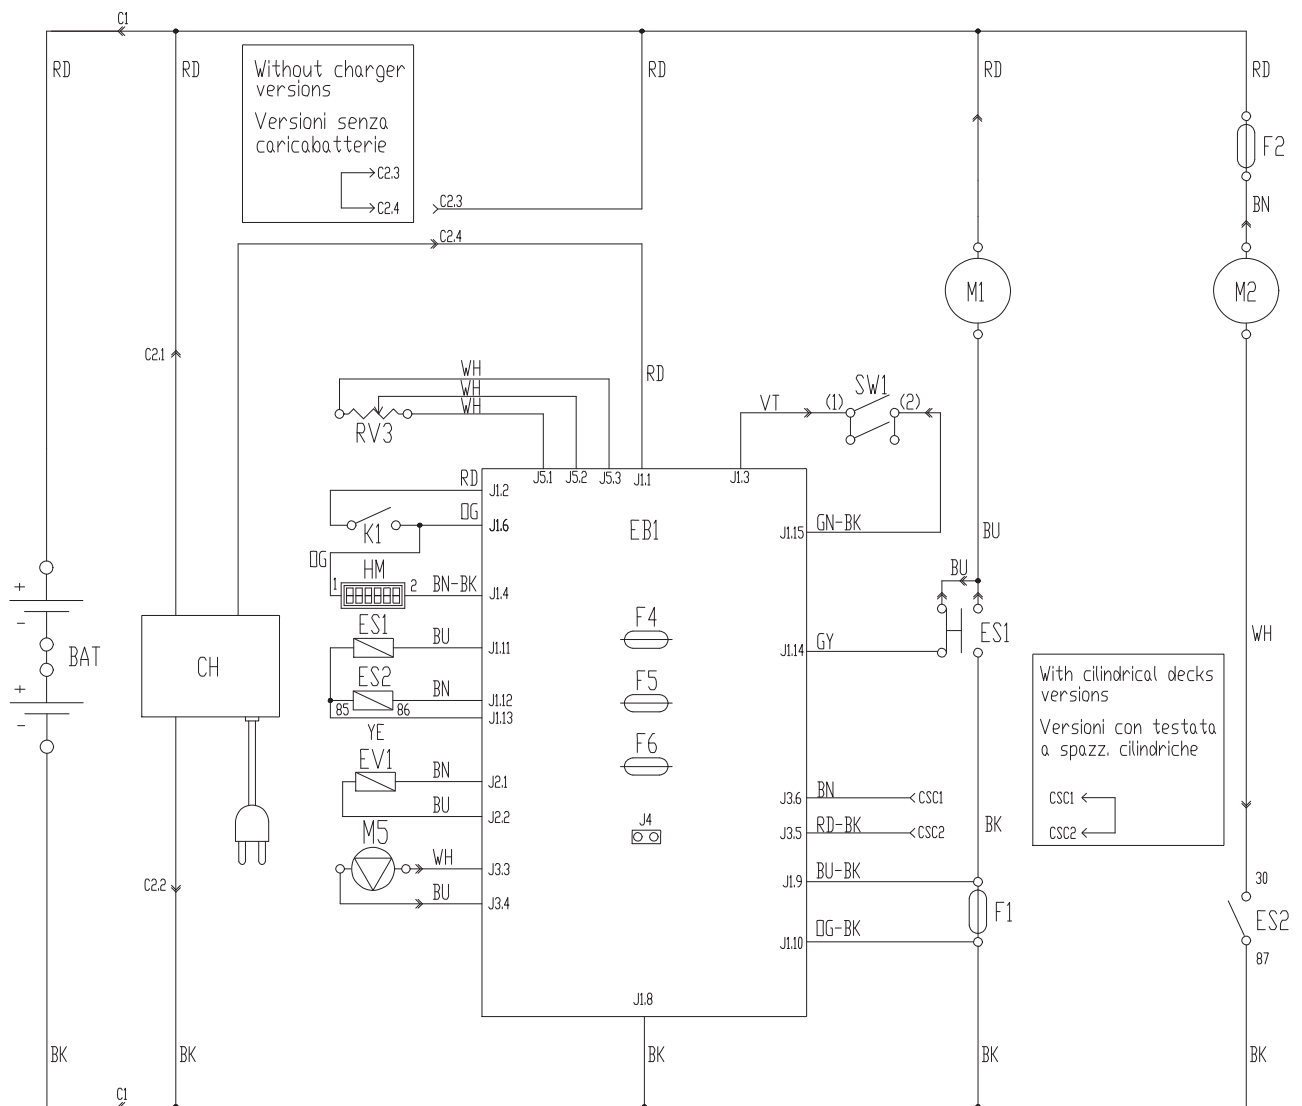 C1
RD
RD
RD
RD
RD
Without charger
versions
Versioni senza
caricabatterie
C2.3
C2.4
C2.3
C2.4
F2
BN
M1
M2
C2.1
WH
WH
WH
RD
RV3
VT
(1)
SW1
(2)
J5.1
J5.2
J5.3
J1.1
J1.3
RD
J1.2
OG
J1.6
K1
EB1
GN-BK
J1.15
BU
OG
HM
1
2
BN-BK
J1.4
BU
ES1
BU
J1.11
F4
GY
J1.14
ES1
WH
+
-
BAT
+
-
CH
ES2
BN
J1.12
85
86
J1.13
F5
YE
EV1
BN
J2.1
F6
BU
J2.2
With cilindrical decks
versions
Versioni con testata
a spazz. cilindriche
CSC1
CSC2
J3.6
BN
CSC1
J3.5
RD-BK
CSC2
BK
J4
M5
WH
J3.3
BU
J3.4
C2.2
J1.9
BU-BK
F1
J1.10
OG-BK
30
ES2
87
J1.8
BK
BK
BK
BK
BK
C1